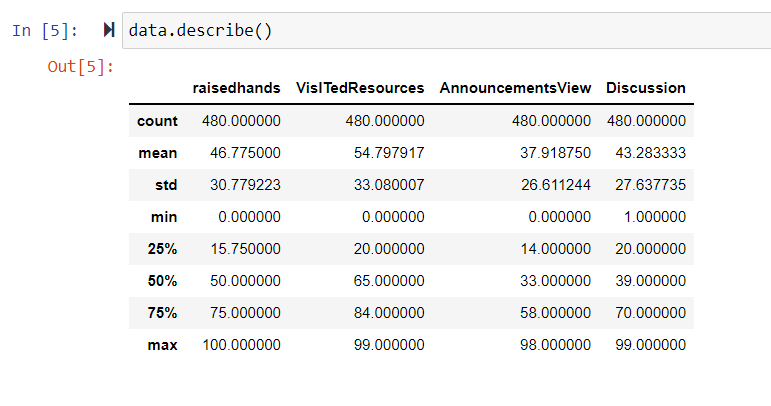 In [5]: data.describe()
Out[5]:
raisedhands VisITedResources AnnouncementsView Discussion
count 480.000000 480.000000 480.000000 480.000000
mean 46.775000 54.797917 37.918750 43.283333
std 30.779223 33.080007 26.611244 27.637735
min 0.000000 0.000000 0.000000 1.000000
25% 15.750000 20.000000 14.000000 20.000000
50% 50.000000 65.000000 33.000000 39.000000
75% 75.000000 84.000000 58.000000 70.000000
max 100.000000 99.000000 98.000000 99.000000